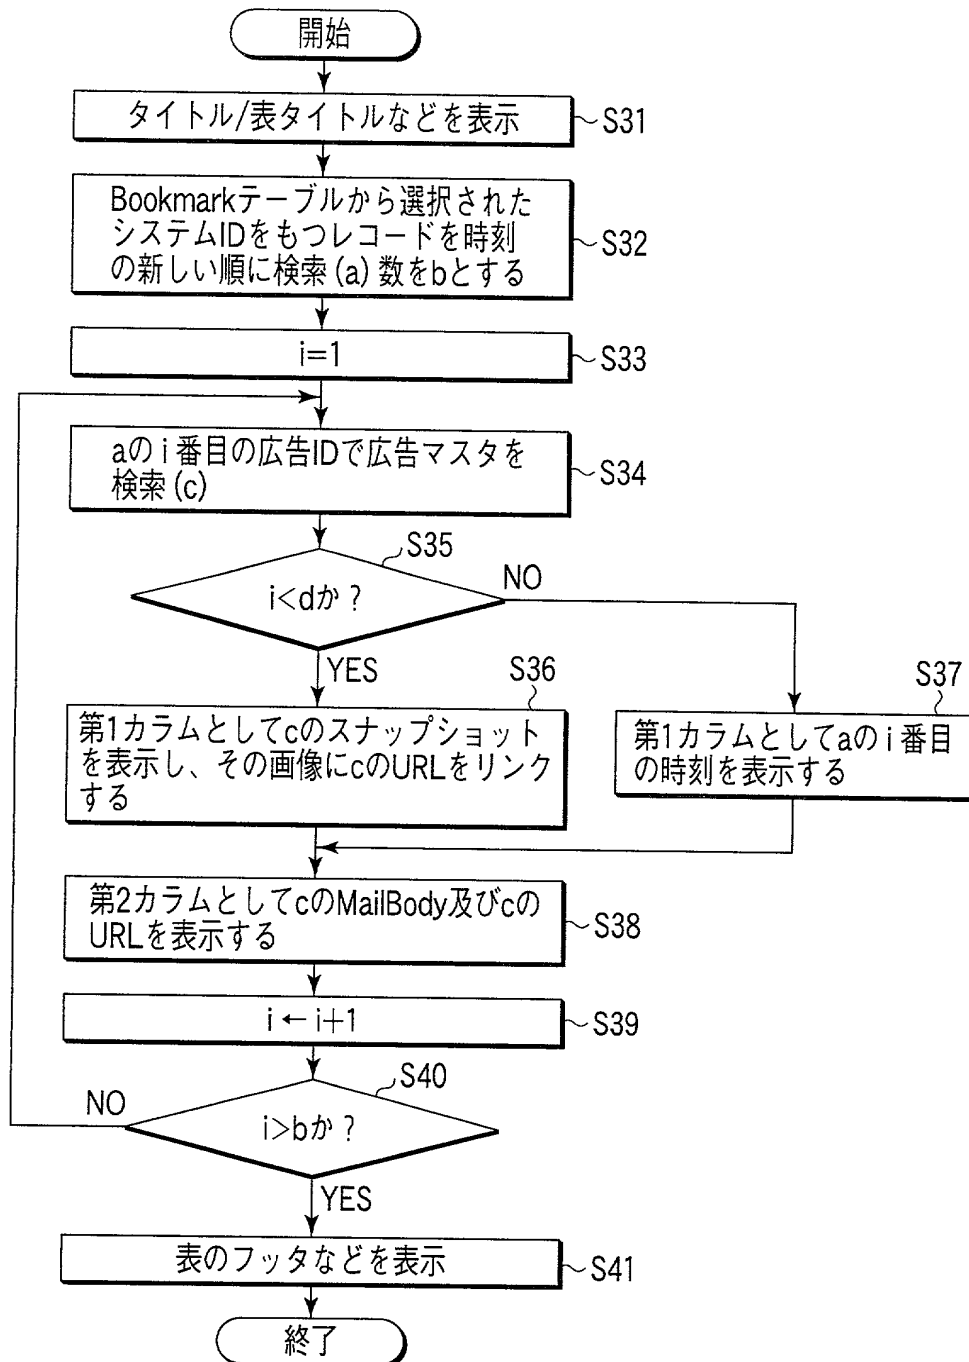 開始
タイトル/表タイトルなどを表示
S31
Bookmarkテーブルから選択された
システムIDをもつレコードを時刻
の新しい順に検索(a)数をbとする
S32
i=1
S33
aのi番目の広告IDで広告マスタを
検索(c)
S34
S35
i<dか?
NO
YES
S36
第1カラムとしてcのスナップショット
を表示し、その画像にcのURLをリンク
する
S37
第1カラムとしてaのi番目
の時刻を表示する
第2カラムとしてcのMailBody及びcの
URLを表示する
S38
i←i+1
S39
S40
NO
i>bか?
YES
表のフッタなどを表示
S41
終了